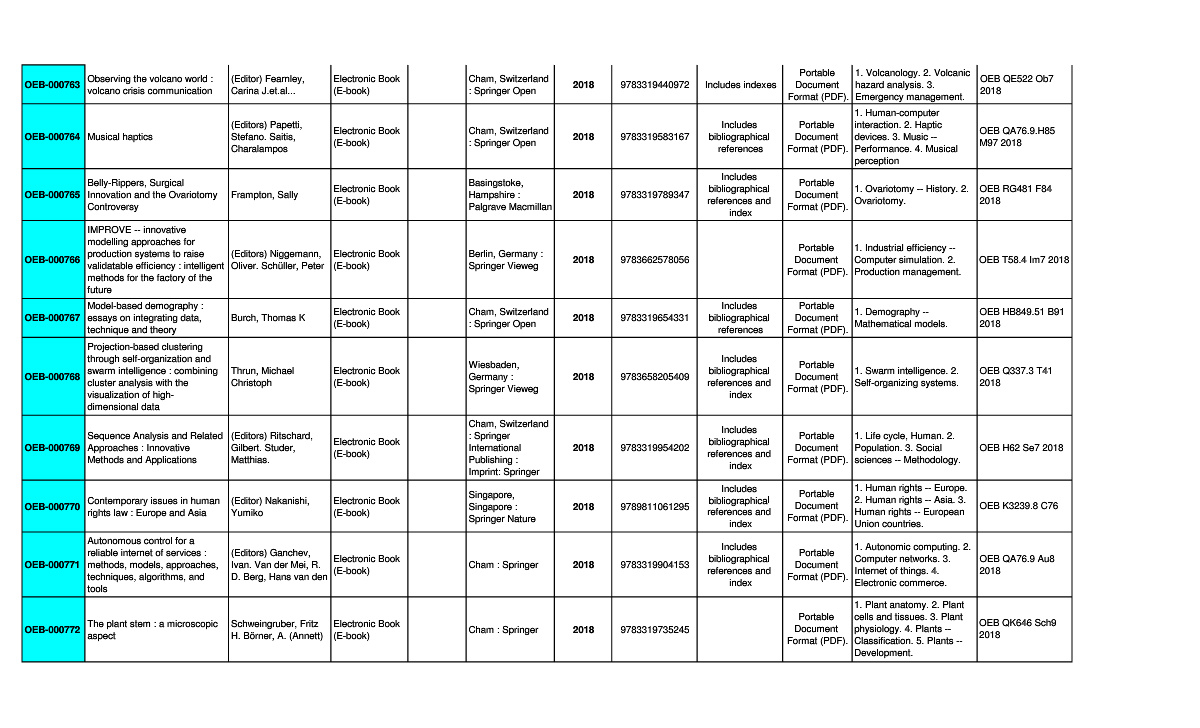 OEB-000763
Observing the volcano world :
volcano crisis communication
(Editor) Fearnley,
Carina J.et.al...
Electronic Book
(E-book)
Cham, Switzerland
: Springer Open
2018
9783319440972
Includes indexes
Portable
Document
Format (PDF).
1. Volcanology. 2. Volcanic
hazard analysis. 3.
Emergency management.
OEB QE522 Ob7
2018
OEB-000764
Musical haptics
(Editors) Papetti,
Stefano. Saitis,
Charalampos
Electronic Book
(E-book)
Cham, Switzerland
: Springer Open
2018
9783319583167
Includes
bibliographical
references
Portable
Document
Format (PDF).
1. Human-computer
interaction. 2. Haptic
devices. 3. Music --
Performance. 4. Musical
perception
OEB QA76.9.H85
M97 2018
OEB-000765
Belly-Rippers, Surgical
Innovation and the Ovariotomy
Controversy
Frampton, Sally
Electronic Book
(E-book)
Basingstoke,
Hampshire :
Palgrave Macmillan
2018
9783319789347
Includes
bibliographical
references and
index
Portable
Document
Format (PDF).
1. Ovariotomy -- History. 2.
Ovariotomy.
OEB RG481 F84
2018
OEB-000766
IMPROVE -- innovative
modelling approaches for
production systems to raise
validatable efficiency : intelligent
methods for the factory of the
future
(Editors) Niggemann,
Oliver. Schüller, Peter
Electronic Book
(E-book)
Berlin, Germany :
Springer Vieweg
2018
9783662578056
Portable
Document
Format (PDF).
1. Industrial efficiency --
Computer simulation. 2.
Production management.
OEB T58.4 Im7 2018
OEB-000767
Model-based demography :
essays on integrating data,
technique and theory
Burch, Thomas K
Electronic Book
(E-book)
Cham, Switzerland
: Springer Open
2018
9783319654331
Includes
bibliographical
references
Portable
Document
Format (PDF).
1. Demography --
Mathematical models.
OEB HB849.51 B91
2018
OEB-000768
Projection-based clustering
through self-organization and
swarm intelligence : combining
cluster analysis with the
visualization of high-
dimensional data
Thrun, Michael
Christoph
Electronic Book
(E-book)
Wiesbaden,
Germany :
Springer Vieweg
2018
9783658205409
Includes
bibliographical
references and
index
Portable
Document
Format (PDF).
1. Swarm intelligence. 2.
Self-organizing systems.
OEB Q337.3 T41
2018
OEB-000769
Sequence Analysis and Related
Approaches : Innovative
Methods and Applications
(Editors) Ritschard,
Gilbert. Studer,
Matthias.
Electronic Book
(E-book)
Cham, Switzerland
: Springer
International
Publishing :
Imprint: Springer
2018
9783319954202
Includes
bibliographical
references and
index
Portable
Document
Format (PDF).
1. Life cycle, Human. 2.
Population. 3. Social
sciences -- Methodology.
OEB H62 Se7 2018
OEB-000770
Contemporary issues in human
rights law : Europe and Asia
(Editor) Nakanishi,
Yumiko
Electronic Book
(E-book)
Singapore,
Singapore :
Springer Nature
2018
9789811061295
Includes
bibliographical
references and
index
Portable
Document
Format (PDF).
1. Human rights -- Europe.
2. Human rights -- Asia. 3.
Human rights -- European
Union countries.
OEB K3239.8 C76
OEB-000771
Autonomous control for a
reliable internet of services :
methods, models, approaches,
techniques, algorithms, and
tools
(Editors) Ganchev,
Ivan. Van der Mei, R.
D. Berg, Hans van den
Electronic Book
(E-book)
Cham : Springer
2018
9783319904153
Includes
bibliographical
references and
index
Portable
Document
Format (PDF).
1. Autonomic computing. 2.
Computer networks. 3.
Internet of things. 4.
Electronic commerce.
OEB QA76.9 Au8
2018
OEB-000772
The plant stem : a microscopic
aspect
Schweingruber, Fritz
H. Börner, A. (Annett)
Electronic Book
(E-book)
Cham : Springer
2018
9783319735245
Portable
Document
Format (PDF).
1. Plant anatomy. 2. Plant
cells and tissues. 3. Plant
physiology. 4. Plants --
Classification. 5. Plants --
Development.
OEB QK646 Sch9
2018